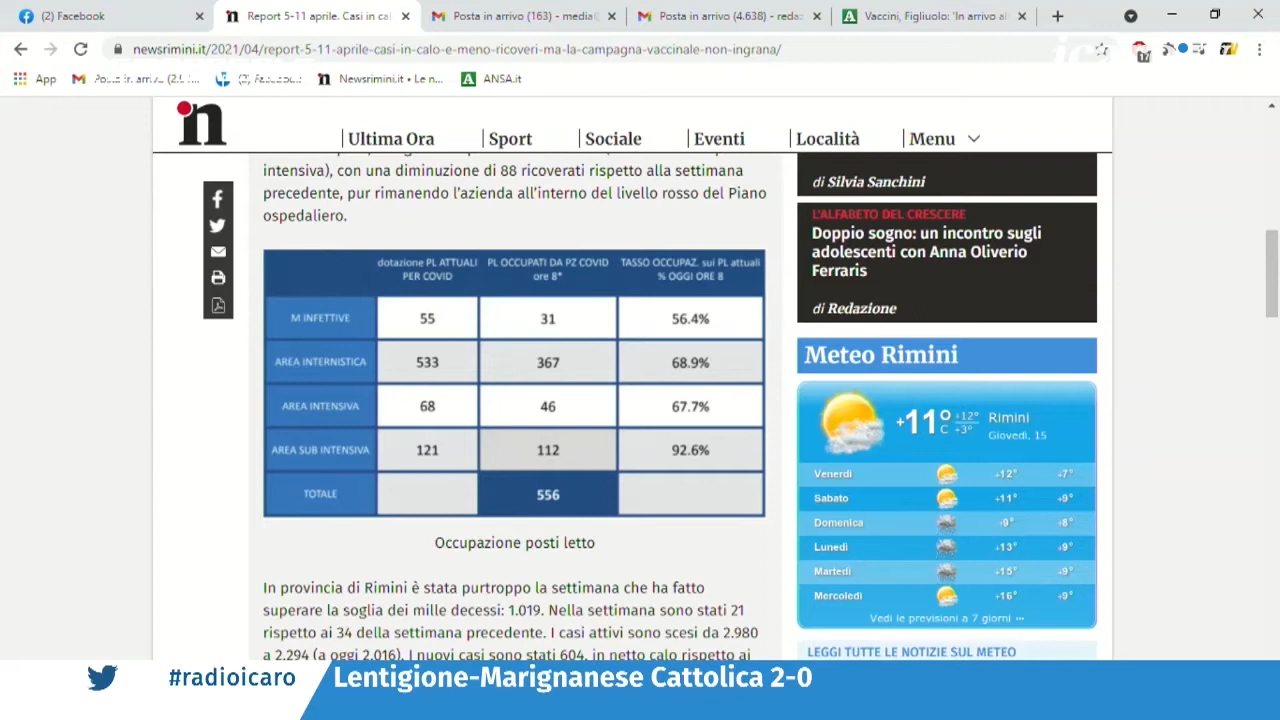 (2) Facebook
Report 5-11 aprile. Casi in cal
Posta in arrivo (163) - media@
Posta in arrivo (4.638) - redaz
Vaccini, Figliuolo: 'In arrivo al
newsrimini.it/2021/04/report-5-11-aprile-casi-in-calo-e-meno-ricoveri-ma-la-campagna-vaccinale-non-ingrana/
App
Newsrimini.it • Le n...
ANSA.it
n
Ultima Ora
Sport
Sociale
Eventi
Località
Menu
intensiva), con una diminuzione di 88 ricoverati rispetto alla settimana
precedente, pur rimanendo l'azienda all'interno del livello rosso del Piano
ospedaliero.
dotazione PL ATTUALI PER COVID
PL OCCUPATI DA PZ COVID ore 8*
TASSO OCCUPAZ. sui PL attuali % OGGI ORE 8
M INFETTIVE 55 31 56.4%
AREA INTERNISTICA 533 367 68.9%
AREA INTENSIVA 68 46 67.7%
AREA SUB INTENSIVA 121 112 92.6%
TOTALE 556
Occupazione posti letto
In provincia di Rimini è stata purtroppo la settimana che ha fatto
superare la soglia dei mille decessi: 1.019. Nella settimana sono stati 21
rispetto ai 34 della settimana precedente. I casi attivi sono scesi da 2.980
a 2.294 (a oggi 2.016). I nuovi casi sono stati 604, in netto calo rispetto ai
di Silvia Sanchini
L'ALFABETO DEL CRESCERE
Doppio sogno: un incontro sugli
adolescenti con Anna Oliverio
Ferraris
di Redazione
Meteo Rimini
+11° C +12° +3° Rimini
Giovedì, 15
Venerdì +12° +7°
Sabato +11° +9°
Domenica +9° +8°
Lunedì +13° +9°
Martedì +15° +9°
Mercoledì +16° +9°
Vedi le previsioni a 7 giorni
LEGGI TUTTE LE NOTIZIE SUL METEO
#radioicaro
Lentigione-Marignanese Cattolica 2-0